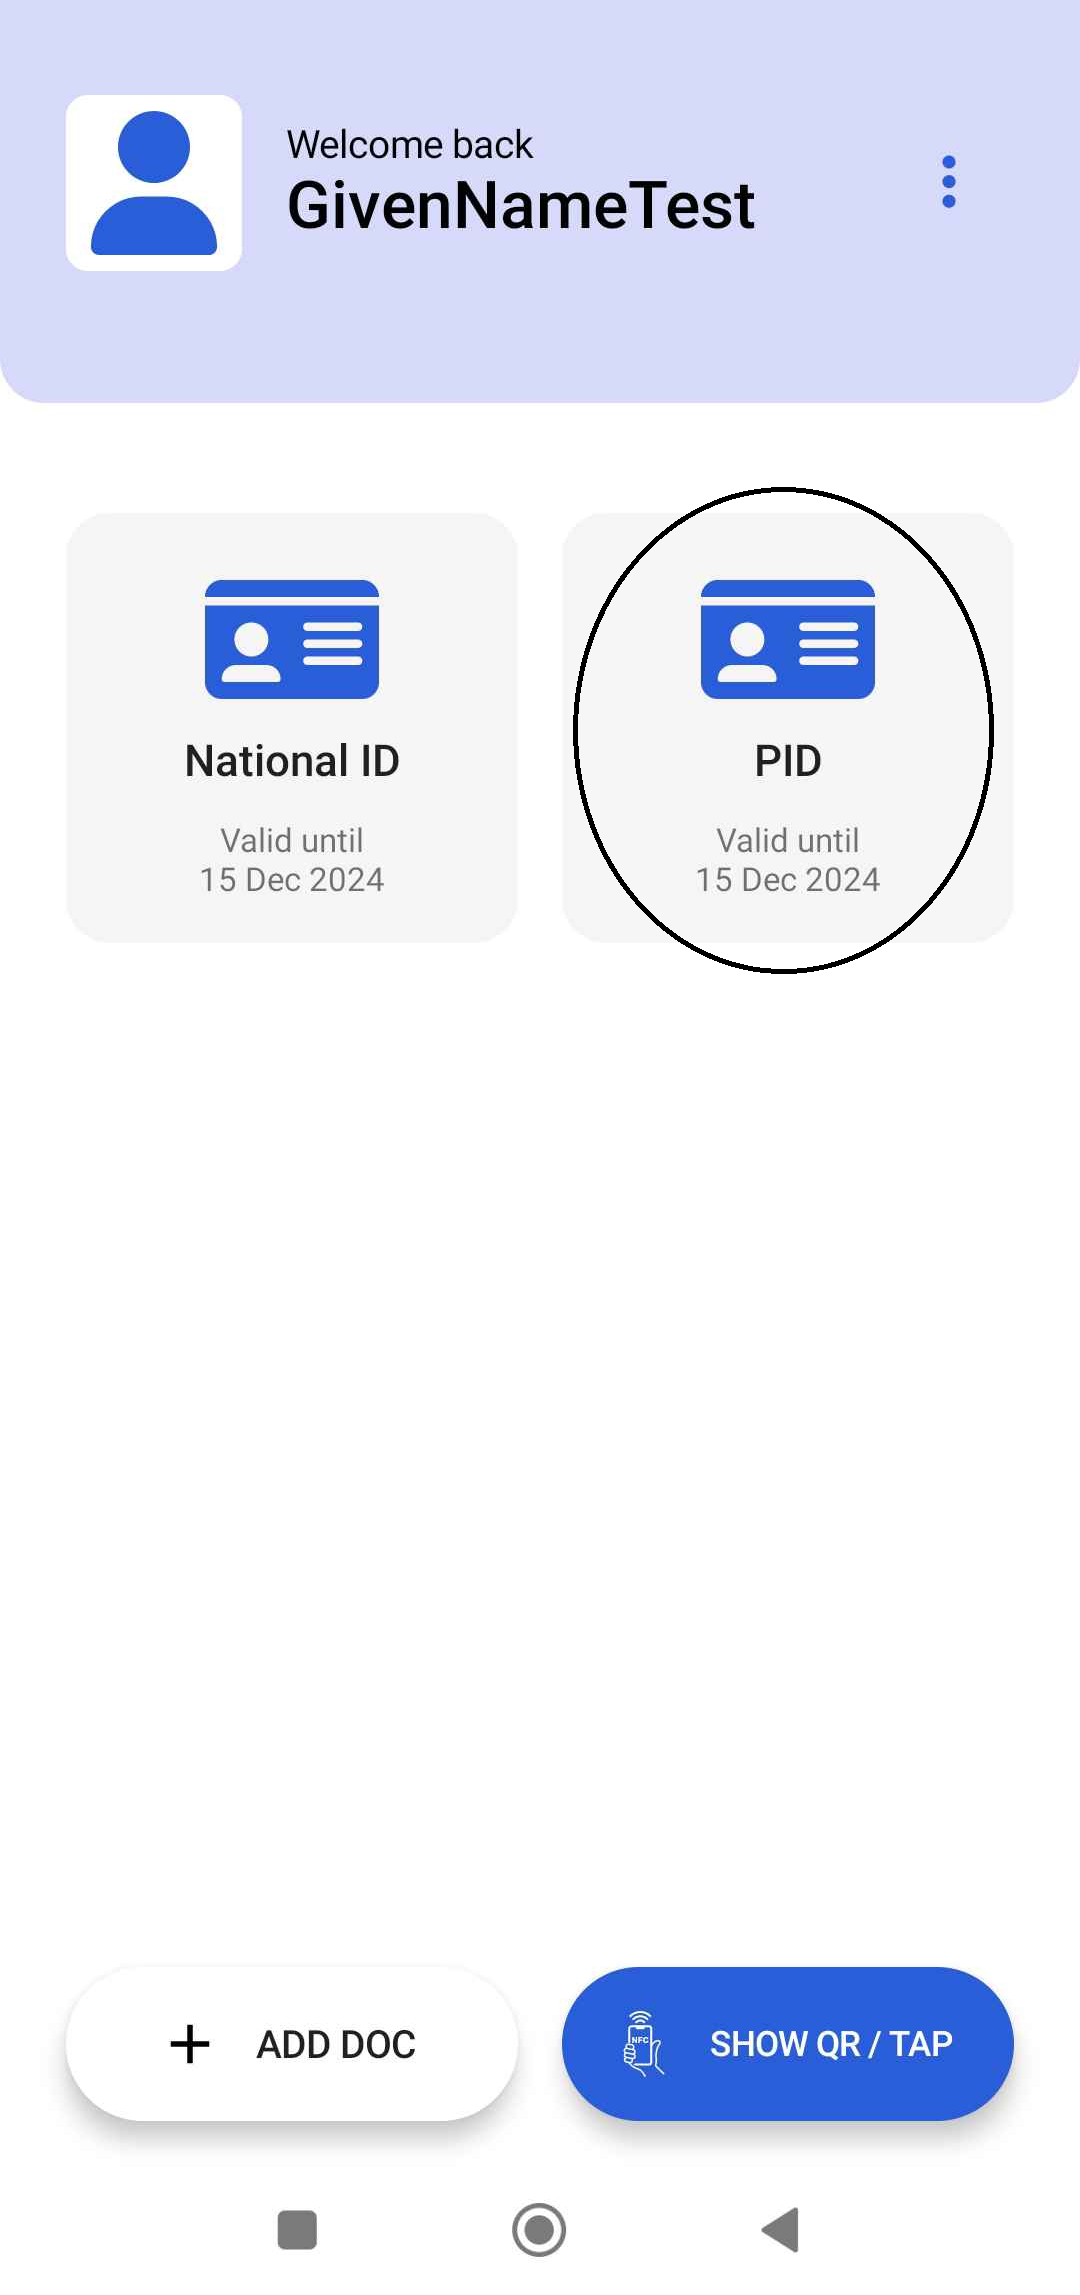 Welcome back
GivenNameTest
National ID
Valid until
15 Dec 2024
PID
Valid until
15 Dec 2024
ADD DOC
NFC
SHOW QR / TAP